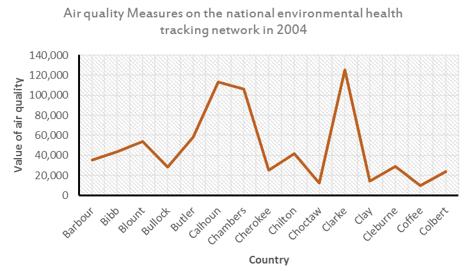 Air quality Measures on the national environmental health
tracking network in 2004
140,000
120,000
100,000
80,000
60,000
40,000
20,000
0
Value of air quality
Barbour
Bibb
Blount
Bullock
Butler
Calhoun
Chambers
Cherokee
Chilton
Choctaw
Clarke
Clay
Cleburne
Coffee
Colbert
Country